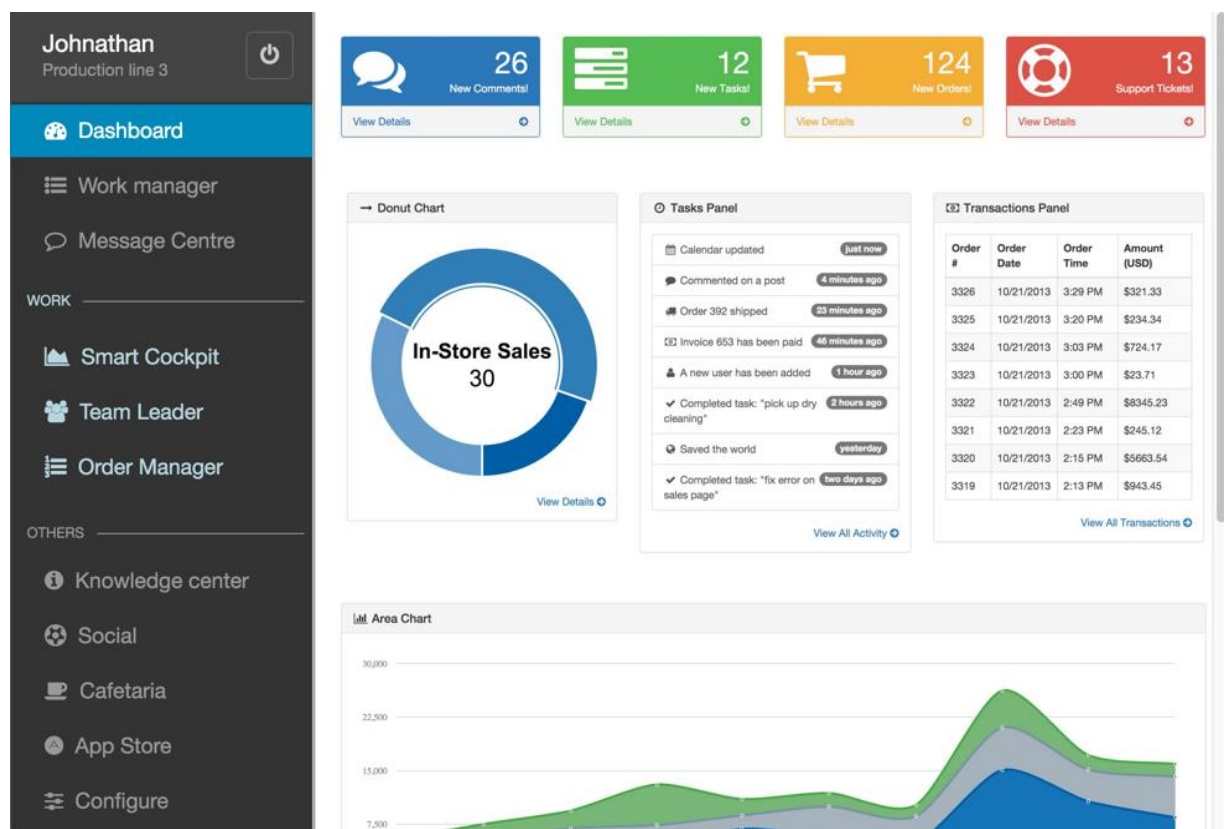 Johnathan
Production line 3
Dashboard
Work manager
Message Centre
WORK
Smart Cockpit
Team Leader
Order Manager
OTHERS
Knowledge center
Social
Cafetaria
App Store
Configure
26
New Comments!
View Details
12
New Tasks!
View Details
124
New Orders!
View Details
13
Support Tickets!
View Details
Donut Chart
In-Store Sales
30
View Details
Tasks Panel
Calendar updated just now
Commented on a post 4 minutes ago
Order 392 shipped 23 minutes ago
Invoice 653 has been paid 46 minutes ago
A new user has been added 1 hour ago
Completed task: "pick up dry 2 hours ago
cleaning"
Saved the world yesterday
Completed task: "fix error on two days ago
sales page"
View All Activity
Transactions Panel
Order Order Order Amount
# Date Time (USD)
3326 10/21/2013 3:29 PM $321.33
3325 10/21/2013 3:20 PM $234.34
3324 10/21/2013 3:03 PM $724.17
3323 10/21/2013 3:00 PM $23.71
3322 10/21/2013 2:49 PM $8345.23
3321 10/21/2013 2:23 PM $245.12
3320 10/21/2013 2:15 PM $5663.54
3319 10/21/2013 2:13 PM $943.45
View All Transactions
Area Chart
30,000
22,500
15,000
7,500